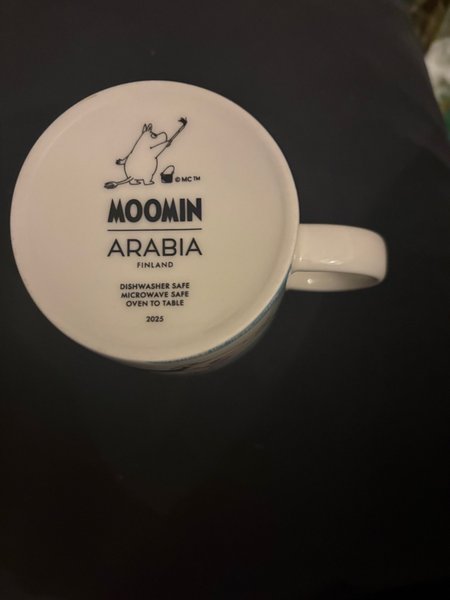 © MC™
MOOMIN
ARABIA
FINLAND
DISHWASHER SAFE
MICROWAVE SAFE
OVEN TO TABLE
2025